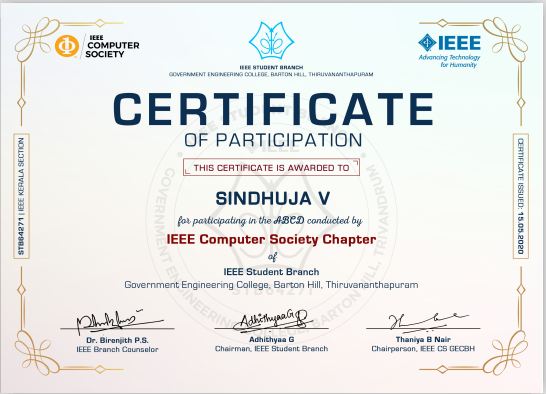 IEEE
COMPUTER
SOCIETY
IEEE STUDENT BRANCH
GOVERNMENT ENGINEERING COLLEGE, BARTON HILL, THIRUVANANTHAPURAM
IEEE
Advancing Technology
for Humanity
CERTIFICATE
OF PARTICIPATION
THIS CERTIFICATE IS AWARDED TO
SINDHUJA V
for participating in the ABCD conducted by
IEEE Computer Society Chapter
of
IEEE Student Branch
Government Engineering College, Barton Hill, Thiruvananthapuram
STB64271 | IEEE KERALA SECTION
CERTIFICATE ISSUED: 15.05.2020
Adhithyaa G
Dr. Birenjith P.S.
IEEE Branch Counselor
Adhithyaa G
Chairman, IEEE Student Branch
Thaniya B Nair
Chairperson, IEEE CS GECBH